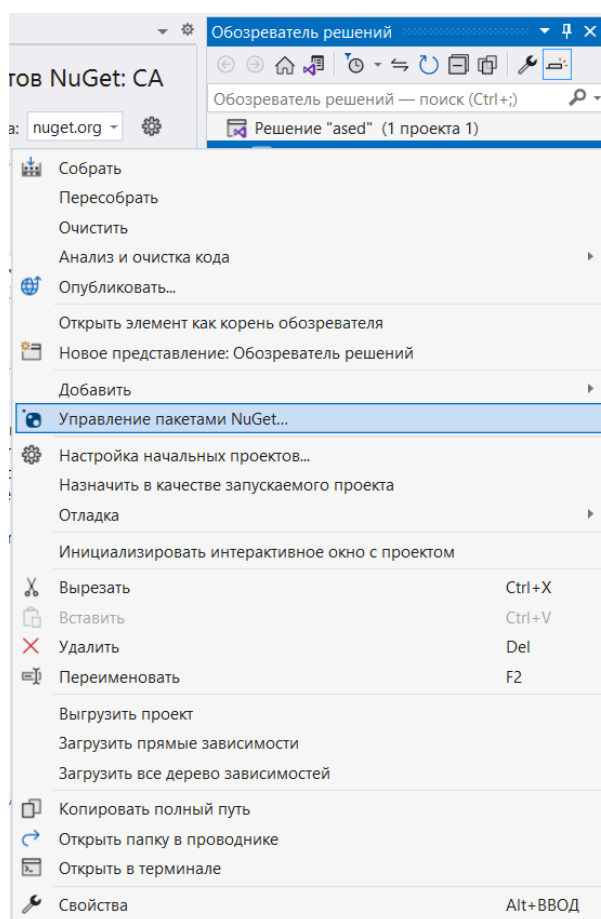 Обозреватель решений
тов NuGet: CA
Обозреватель решений — поиск (Ctrl+;)
а: nuget.org
Решение "ased" (1 проекта 1)
Собрать
Пересобрать
Очистить
Анализ и очистка кода
Опубликовать...
Открыть элемент как корень обозревателя
Новое представление: Обозреватель решений
Добавить
Управление пакетами NuGet...
Настройка начальных проектов...
Назначить в качестве запускаемого проекта
Отладка
Инициализировать интерактивное окно с проектом
Вырезать Ctrl+X
Вставить Ctrl+V
Удалить Del
Переименовать F2
Выгрузить проект
Загрузить прямые зависимости
Загрузить все дерево зависимостей
Копировать полный путь
Открыть папку в проводнике
Открыть в терминале
Свойства Alt+ВВОД